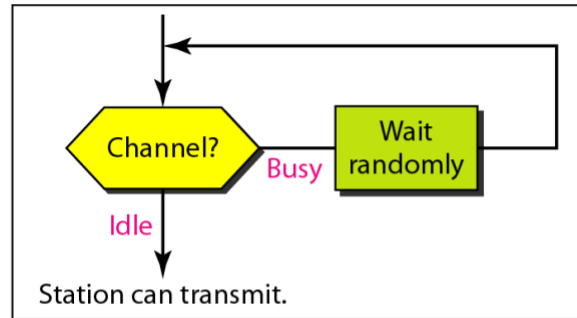 Channel?
Busy
Wait
randomly
Idle
Station can transmit.